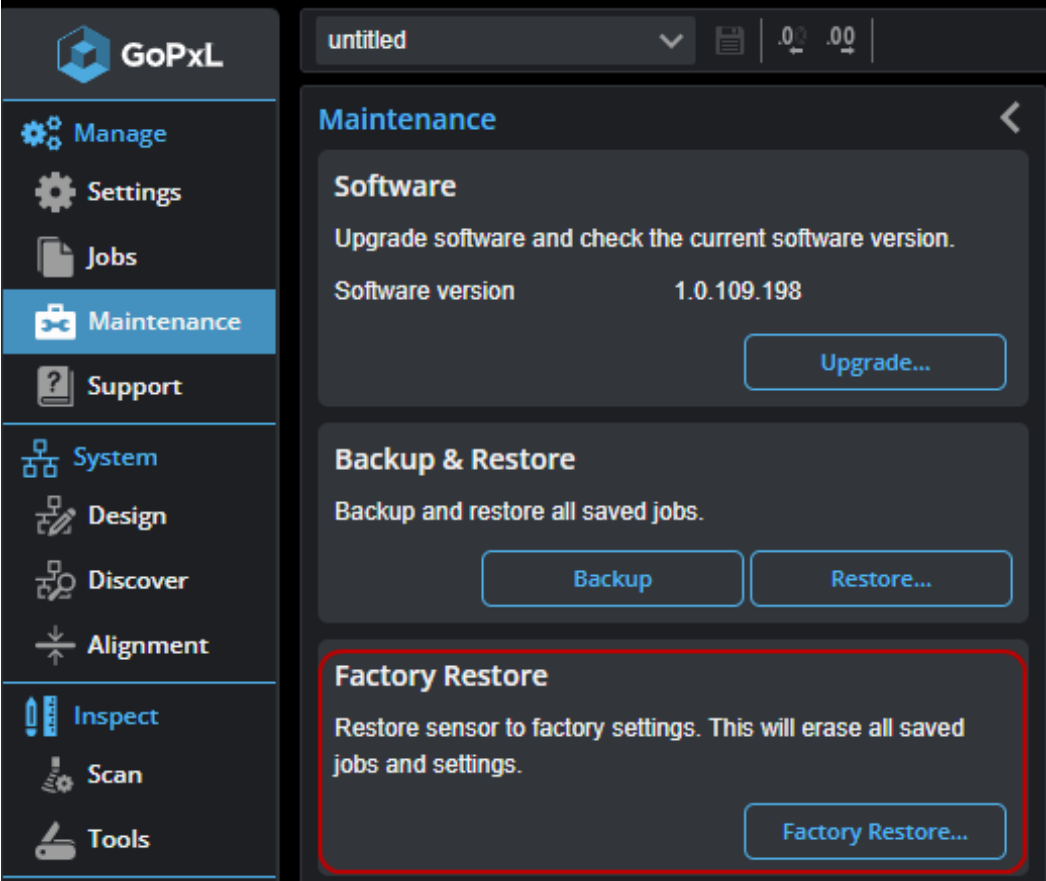 GoPxL
Manage
Settings
Jobs
Maintenance
Support
System
Design
Discover
Alignment
Inspect
Scan
Tools
untitled
.00
.00
Maintenance
Software
Upgrade software and check the current software version.
Software version 1.0.109.198
Upgrade...
Backup & Restore
Backup and restore all saved jobs.
Backup Restore...
Factory Restore
Restore sensor to factory settings. This will erase all saved
jobs and settings.
Factory Restore...